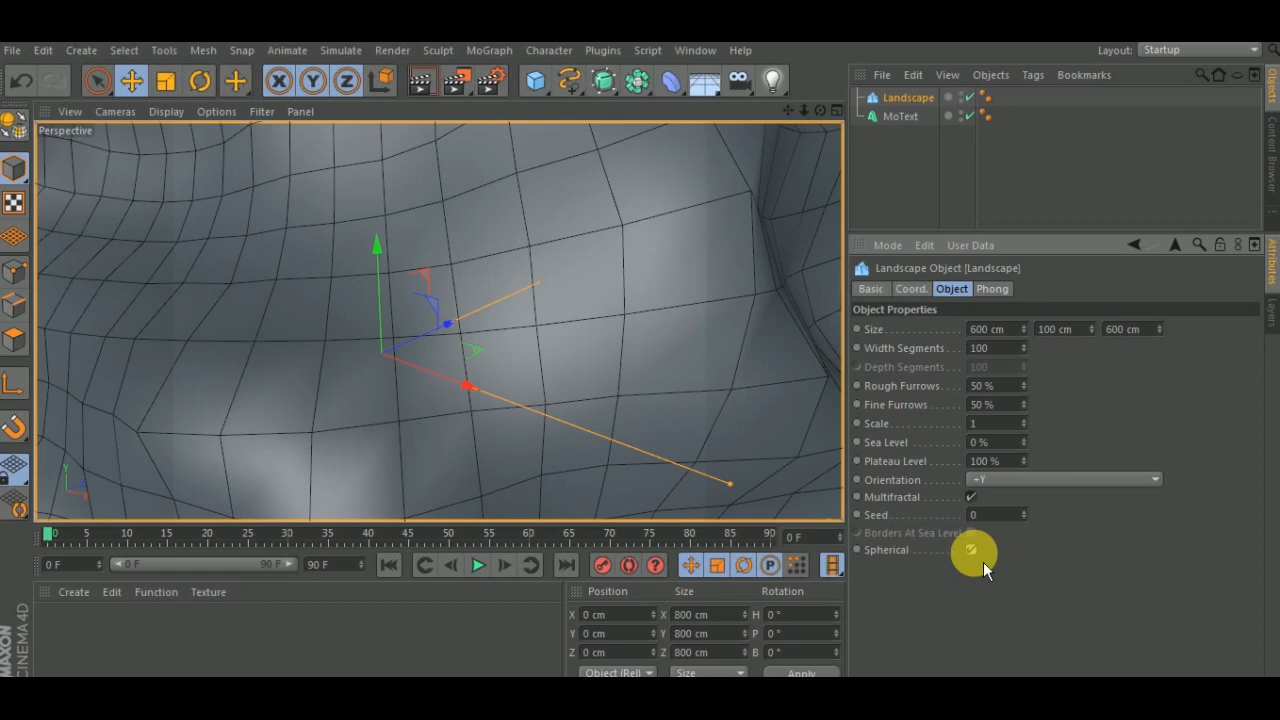 File Edit Create Select Tools Mesh Snap Animate Simulate Render Sculpt MoGraph Character Plugins Script Window Help Layout: Startup
File Edit View Objects Tags Bookmarks
Landscape
MoText
Objects
Content Browser
View Cameras Display Options Filter Panel
Perspective
X Y Z
Y
Mode Edit User Data
Landscape Object [Landscape]
Basic Coord. Object Phong
Object Properties
Size 600 cm 100 cm 600 cm
Width Segments 100
Depth Segments 100
Rough Furrows 50 %
Fine Furrows 50 %
Scale 1
Sea Level 0 %
Plateau Level 100 %
Orientation +Y
Multifractal
Seed 0
Borders At Sea Level
Spherical
Attributes
Layers
0 5 10 15 20 25 30 35 40 45 50 55 60 65 70 75 80 85 90 0 F
0 F 0 F 90 F 90 F
Create Edit Function Texture
Position Size Rotation
X 0 cm X 800 cm H 0 °
Y 0 cm Y 800 cm P 0 °
Z 0 cm Z 800 cm B 0 °
Object (Rel) Size Apply
MAXON CINEMA 4D